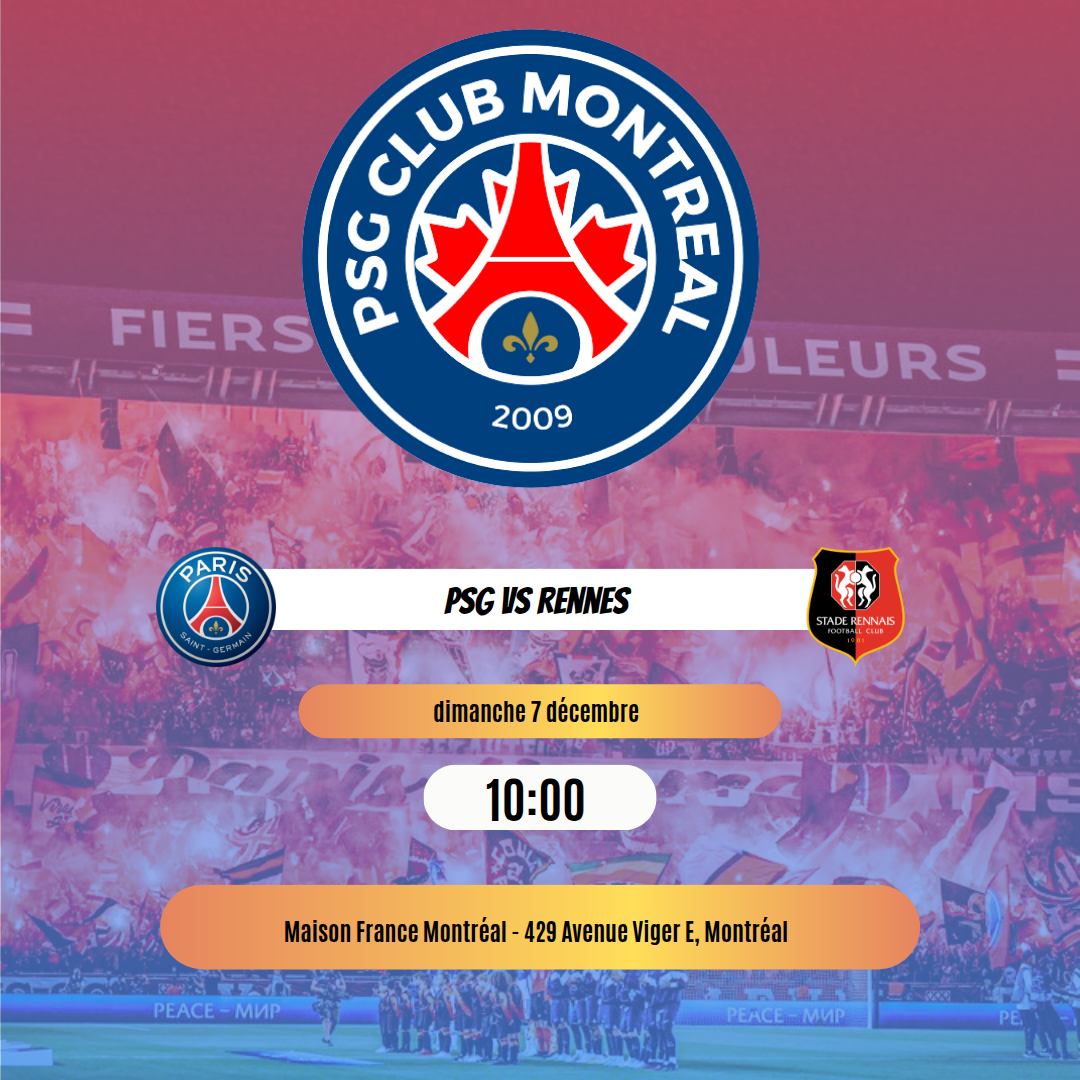 PSG CLUB MONTREAL
2009
FIERS
ULEURS
PARIS
SAINT-GERMAIN
PSG VS RENNES
STADE RENNAIS
FOOTBALL CLUB
1901
dimanche 7 décembre
10:00
Maison France Montréal - 429 Avenue Viger E, Montréal
PEACE – МИР
PEACE – МИР